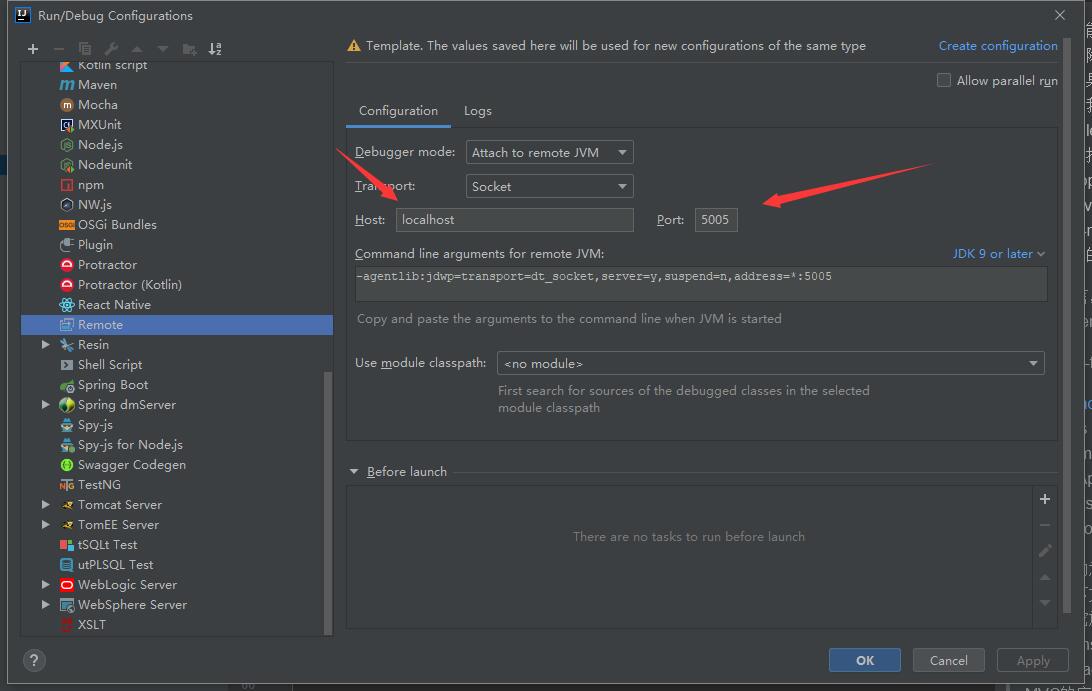 Run/Debug Configurations
Template. The values saved here will be used for new configurations of the same type
Create configuration
Allow parallel run
Kotlin script
Maven
Mocha
MXUnit
Node.js
Nodeunit
npm
NW.js
OSGi Bundles
Plugin
Protractor
Protractor (Kotlin)
React Native
Remote
Resin
Shell Script
Spring Boot
Spring dmServer
Spy-js
Spy-js for Node.js
Swagger Codegen
TestNG
Tomcat Server
TomEE Server
tSQLt Test
utPLSQL Test
WebLogic Server
WebSphere Server
XSLT
Configuration
Logs
Debugger mode:
Attach to remote JVM
Transport:
Socket
Host:
localhost
Port:
5005
Command line arguments for remote JVM:
JDK 9 or later
-agentlib:jdwp=transport=dt_socket,server=y,suspend=n,address=*:5005
Copy and paste the arguments to the command line when JVM is started
Use module classpath:
<no module>
First search for sources of the debugged classes in the selected
module classpath
Before launch
There are no tasks to run before launch
?
OK
Cancel
Apply